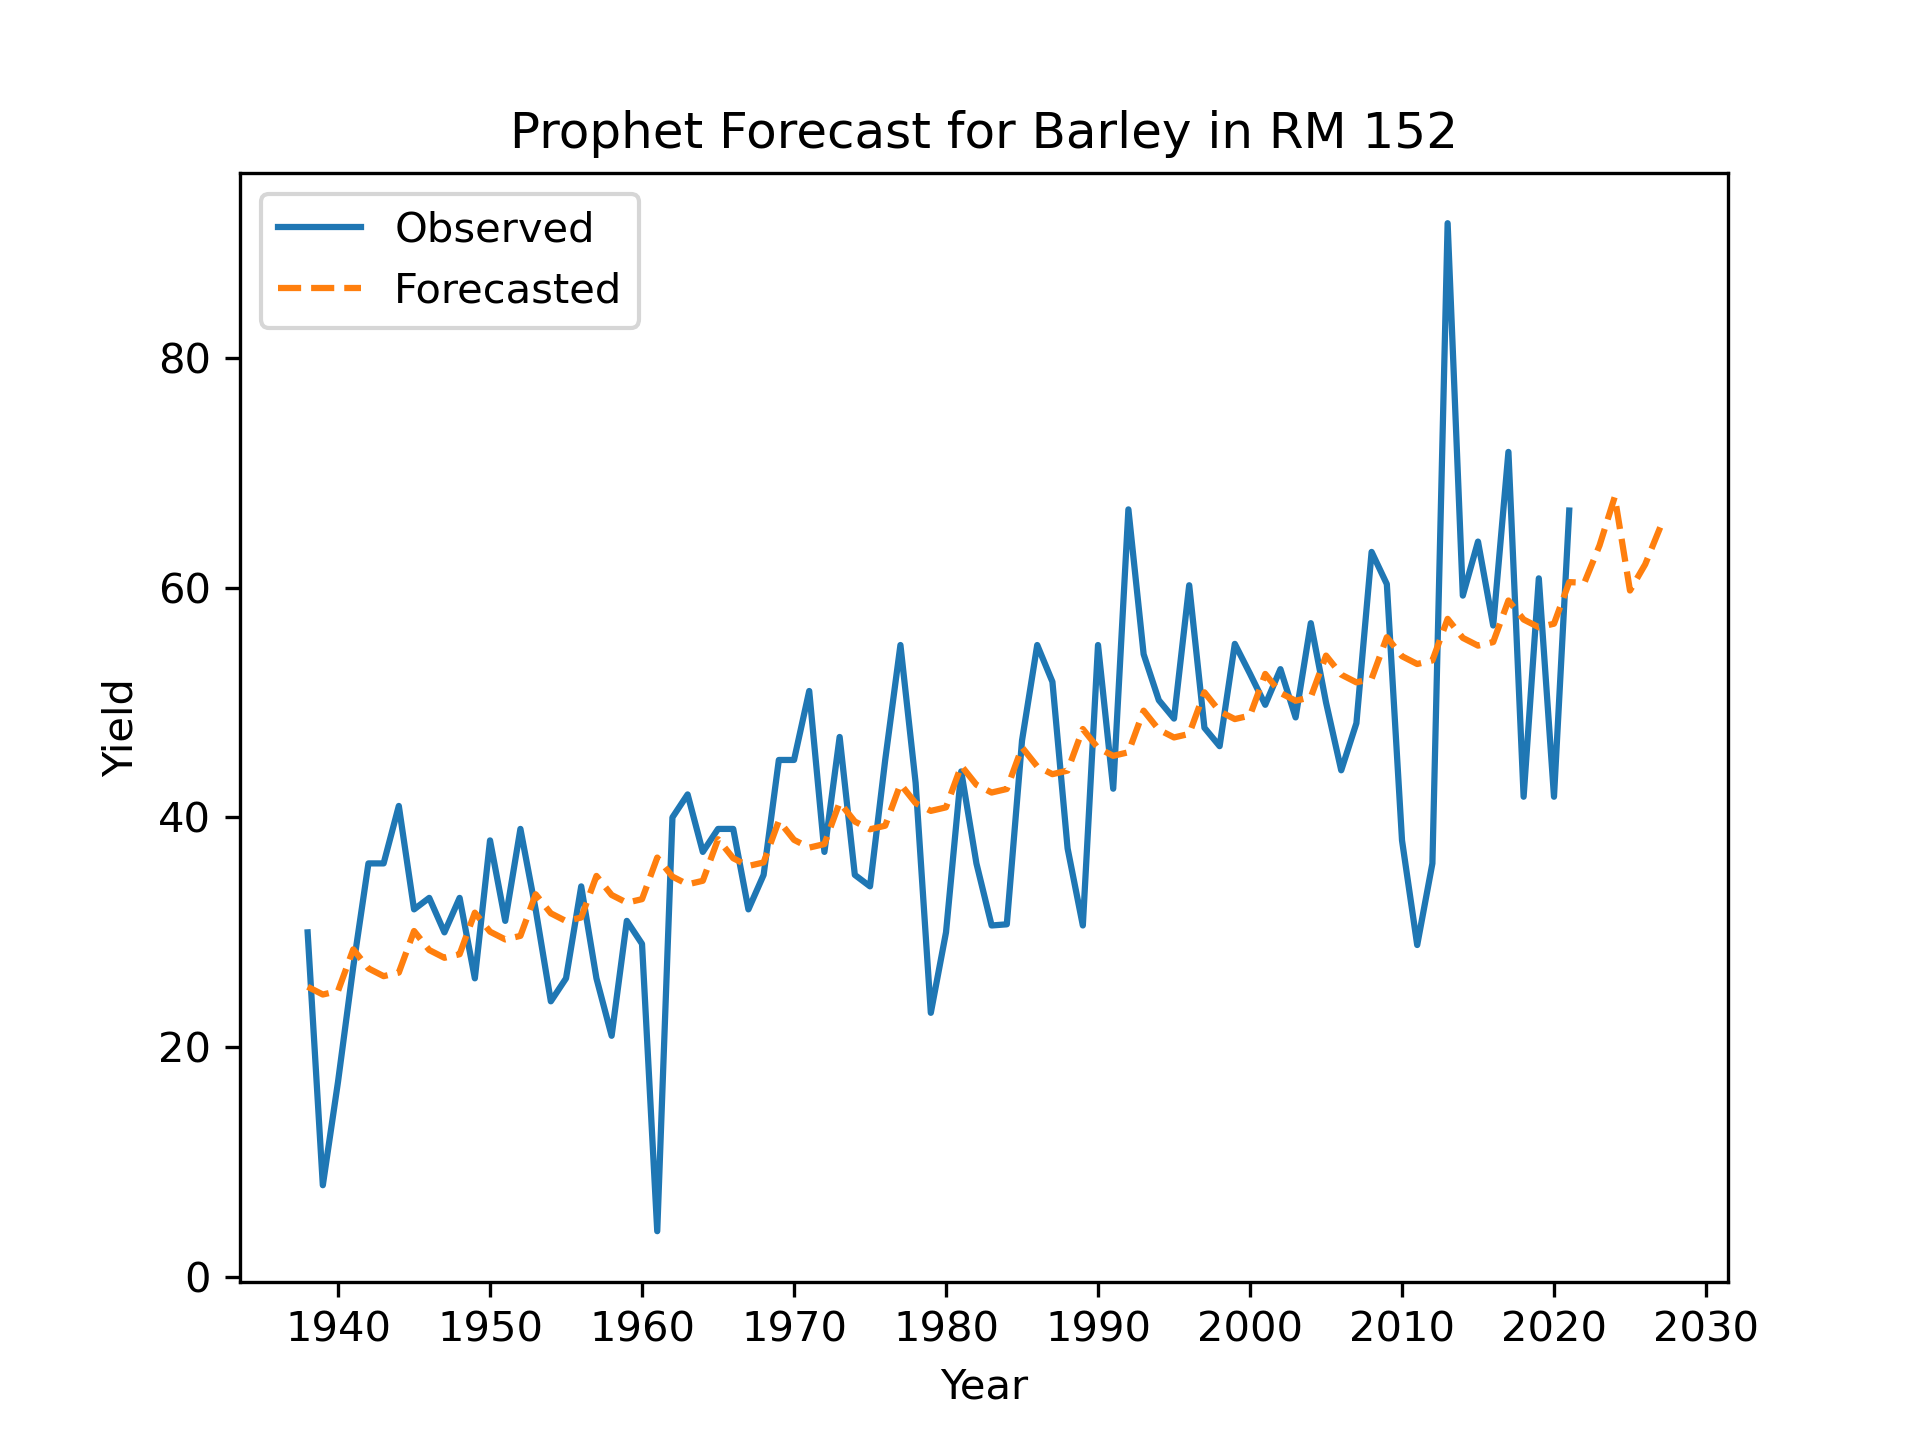 Prophet Forecast for Barley in RM 152
Observed
Forecasted
80
60
40
20
0
Yield
1940 1950 1960 1970 1980 1990 2000 2010 2020 2030
Year